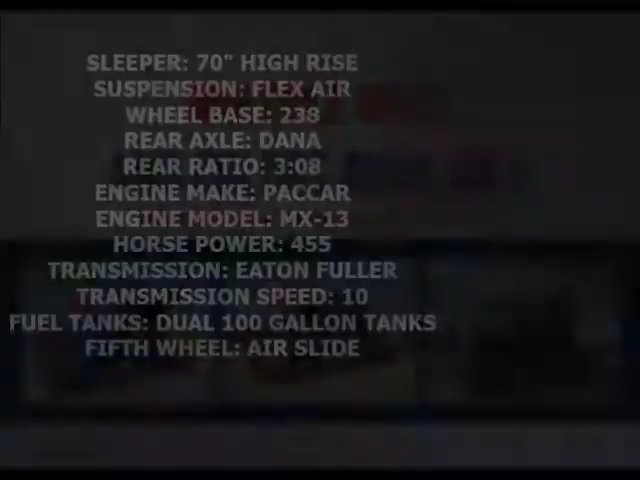 SLEEPER: 70" HIGH RISE
SUSPENSION: FLEX AIR
WHEEL BASE: 238
REAR AXLE: DANA
REAR RATIO: 3:08
ENGINE MAKE: PACCAR
ENGINE MODEL: MX-13
HORSE POWER: 455
TRANSMISSION: EATON FULLER
TRANSMISSION SPEED: 10
FUEL TANKS: DUAL 100 GALLON TANKS
FIFTH WHEEL: AIR SLIDE